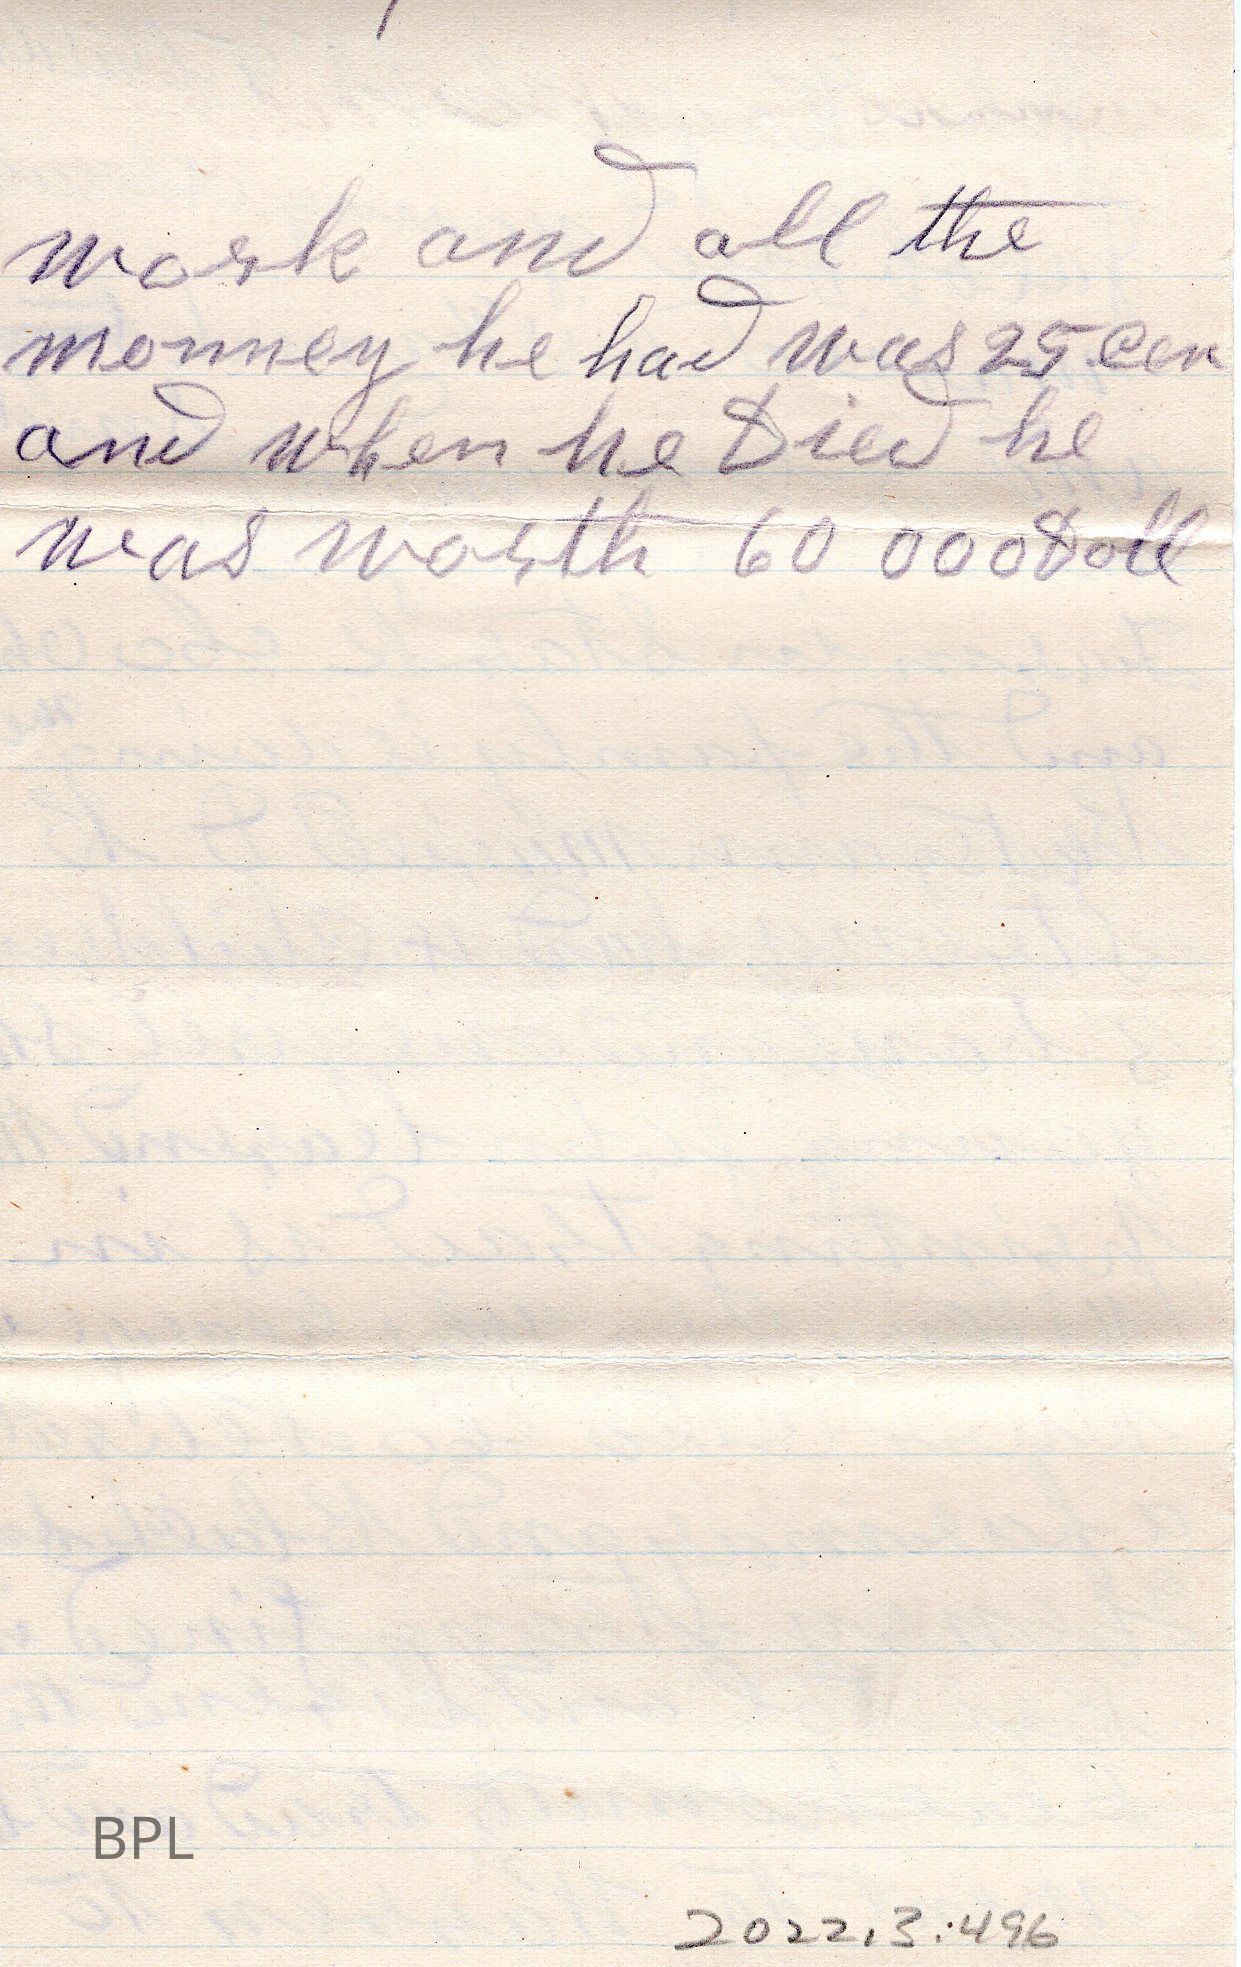 work and all the
monney he had was 25 cen
and when he Died he
was worth 60 000 Doll
BPL
2022.3.496